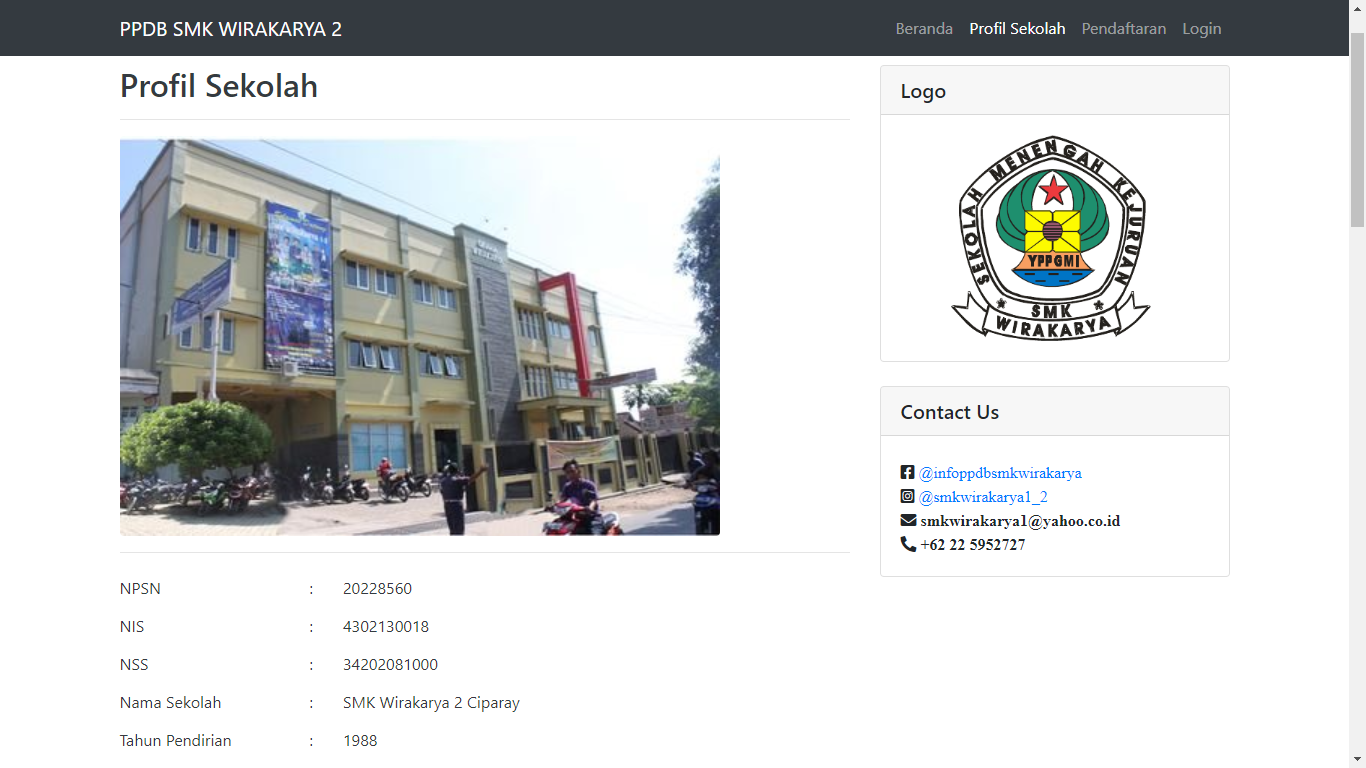 PPDB SMK WIRAKARYA 2
Beranda Profil Sekolah Pendaftaran Login
Profil Sekolah
NPSN : 20228560
NIS : 4302130018
NSS : 34202081000
Nama Sekolah : SMK Wirakarya 2 Ciparay
Tahun Pendirian : 1988
Logo
SEKOLAH MENENGAH KEJURUAN
YPPGMI
SMK
WIRAKARYA
Contact Us
@infoppdbsmkwirakarya
@smkwirakarya1_2
smkwirakarya1@yahoo.co.id
+62 22 5952727